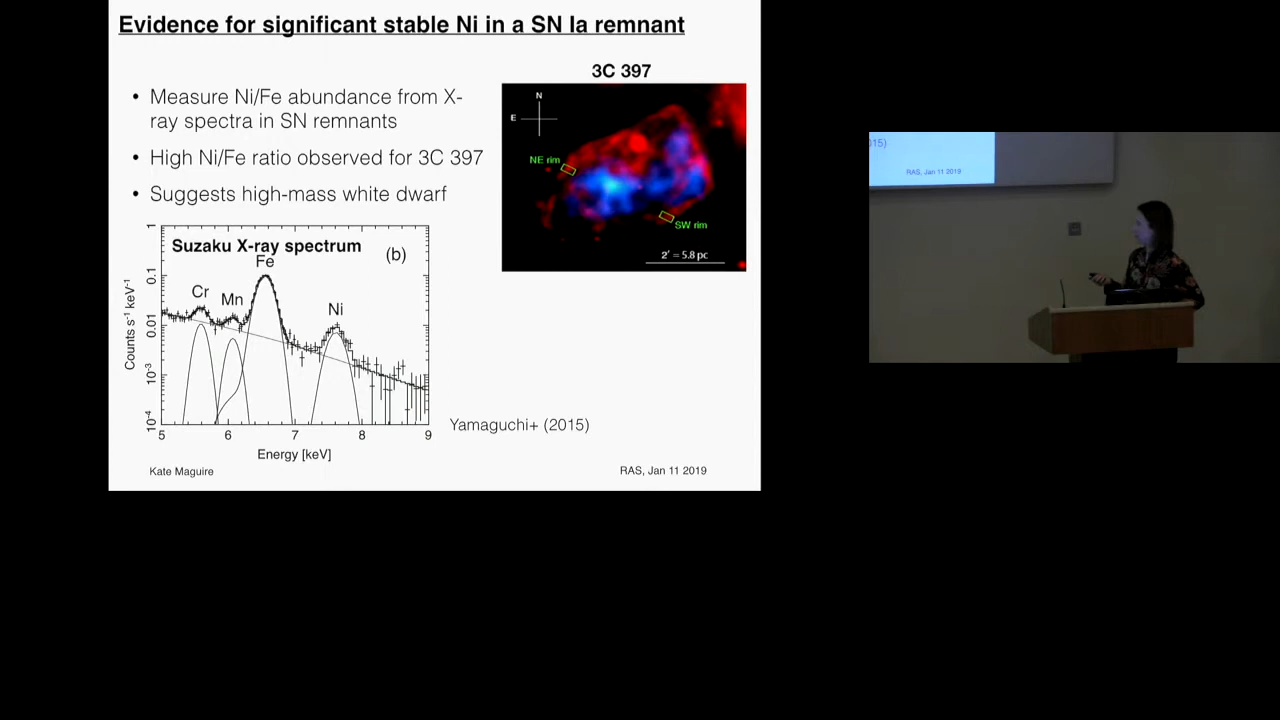 Evidence for significant stable Ni in a SN Ia remnant
3C 397
• Measure Ni/Fe abundance from X-
ray spectra in SN remnants
• High Ni/Fe ratio observed for 3C 397
• Suggests high-mass white dwarf
N
E
NE rim
SW rim
2' = 5.8 pc
Suzaku X-ray spectrum
(b)
Fe
Cr
Mn
Ni
Counts s⁻¹ keV⁻¹
1
0.1
0.01
10⁻³
10⁻⁴
5 6 7 8 9
Energy [keV]
Yamaguchi+ (2015)
Kate Maguire
RAS, Jan 11 2019
015)
RAS, Jan 11 2019